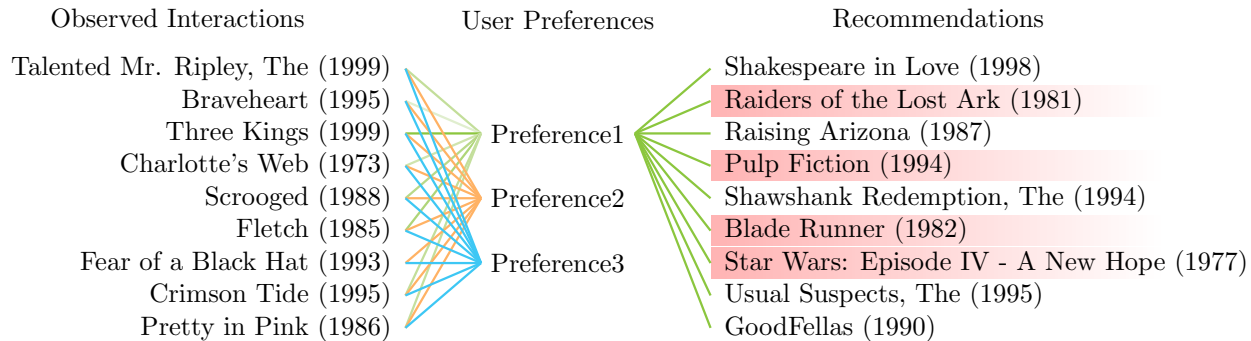 Observed Interactions
User Preferences
Recommendations
Talented Mr. Ripley, The (1999)
Braveheart (1995)
Three Kings (1999)
Charlotte's Web (1973)
Scrooged (1988)
Fletch (1985)
Fear of a Black Hat (1993)
Crimson Tide (1995)
Pretty in Pink (1986)
Preference1
Preference2
Preference3
Shakespeare in Love (1998)
Raiders of the Lost Ark (1981)
Raising Arizona (1987)
Pulp Fiction (1994)
Shawshank Redemption, The (1994)
Blade Runner (1982)
Star Wars: Episode IV - A New Hope (1977)
Usual Suspects, The (1995)
GoodFellas (1990)